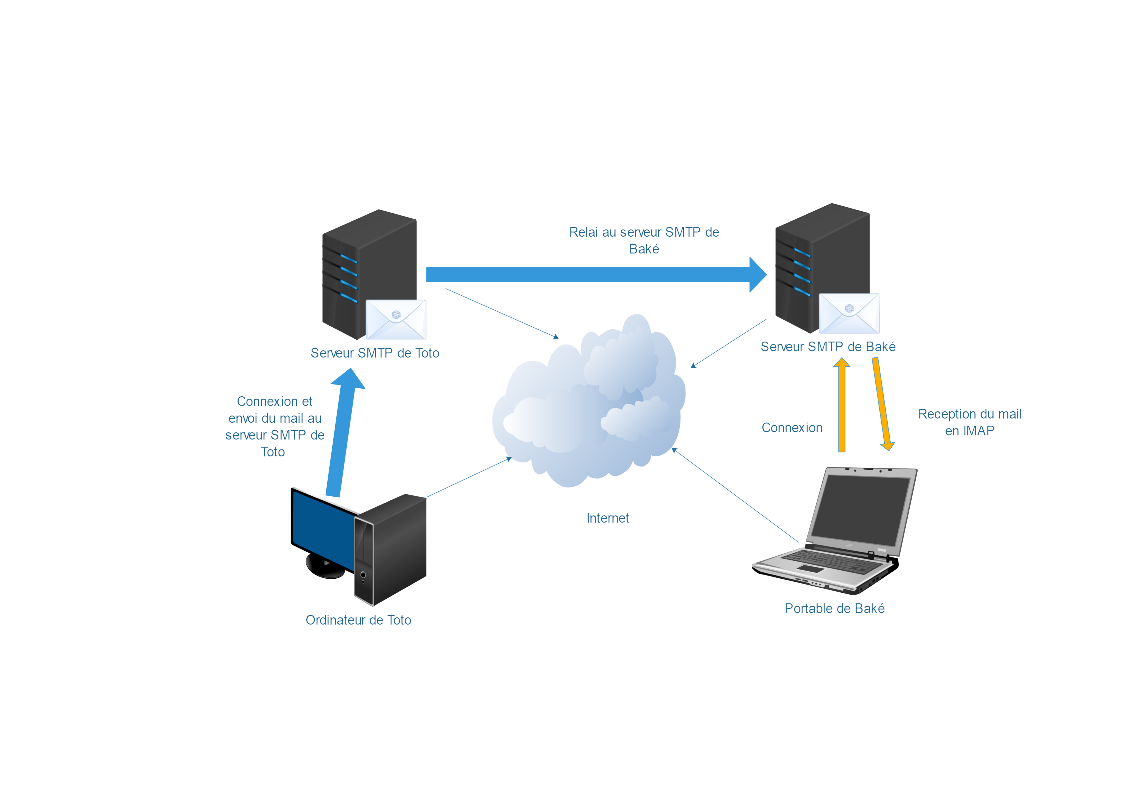 Relai au serveur SMTP de
Baké
Serveur SMTP de Toto
Serveur SMTP de Baké
Connexion et
envoi du mail au
serveur SMTP de
Toto
Connexion
Reception du mail
en IMAP
Internet
Ordinateur de Toto
Portable de Baké